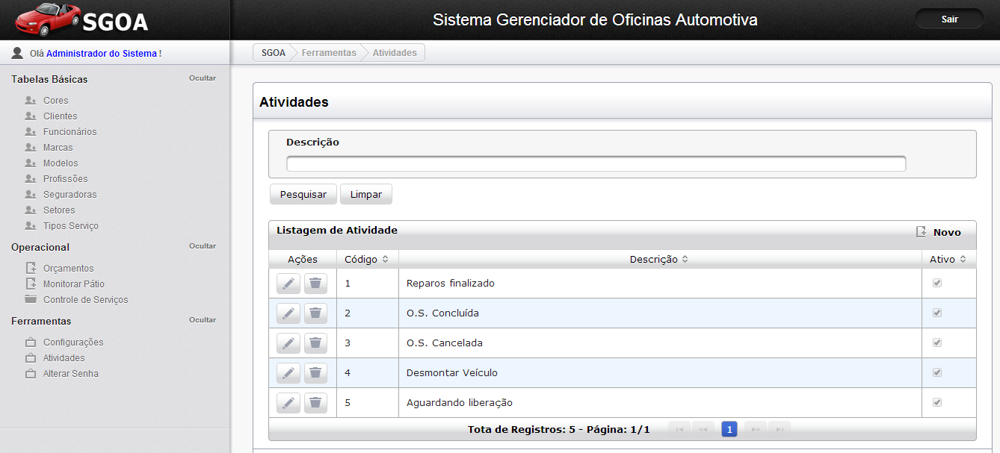 SGOA
Sistema Gerenciador de Oficinas Automotiva
Sair
Olá Administrador do Sistema !
SGOA Ferramentas Atividades
Tabelas Básicas Ocultar
Cores
Clientes
Funcionários
Marcas
Modelos
Profissões
Seguradoras
Setores
Tipos Serviço
Operacional Ocultar
Orçamentos
Monitorar Pátio
Controle de Serviços
Ferramentas Ocultar
Configurações
Atividades
Alterar Senha
Atividades
Descrição
Pesquisar Limpar
Listagem de Atividade Novo
Ações Código Descrição Ativo
1 Reparos finalizado
2 O.S. Concluída
3 O.S. Cancelada
4 Desmontar Veículo
5 Aguardando liberação
Tota de Registros: 5 - Página: 1/1 1